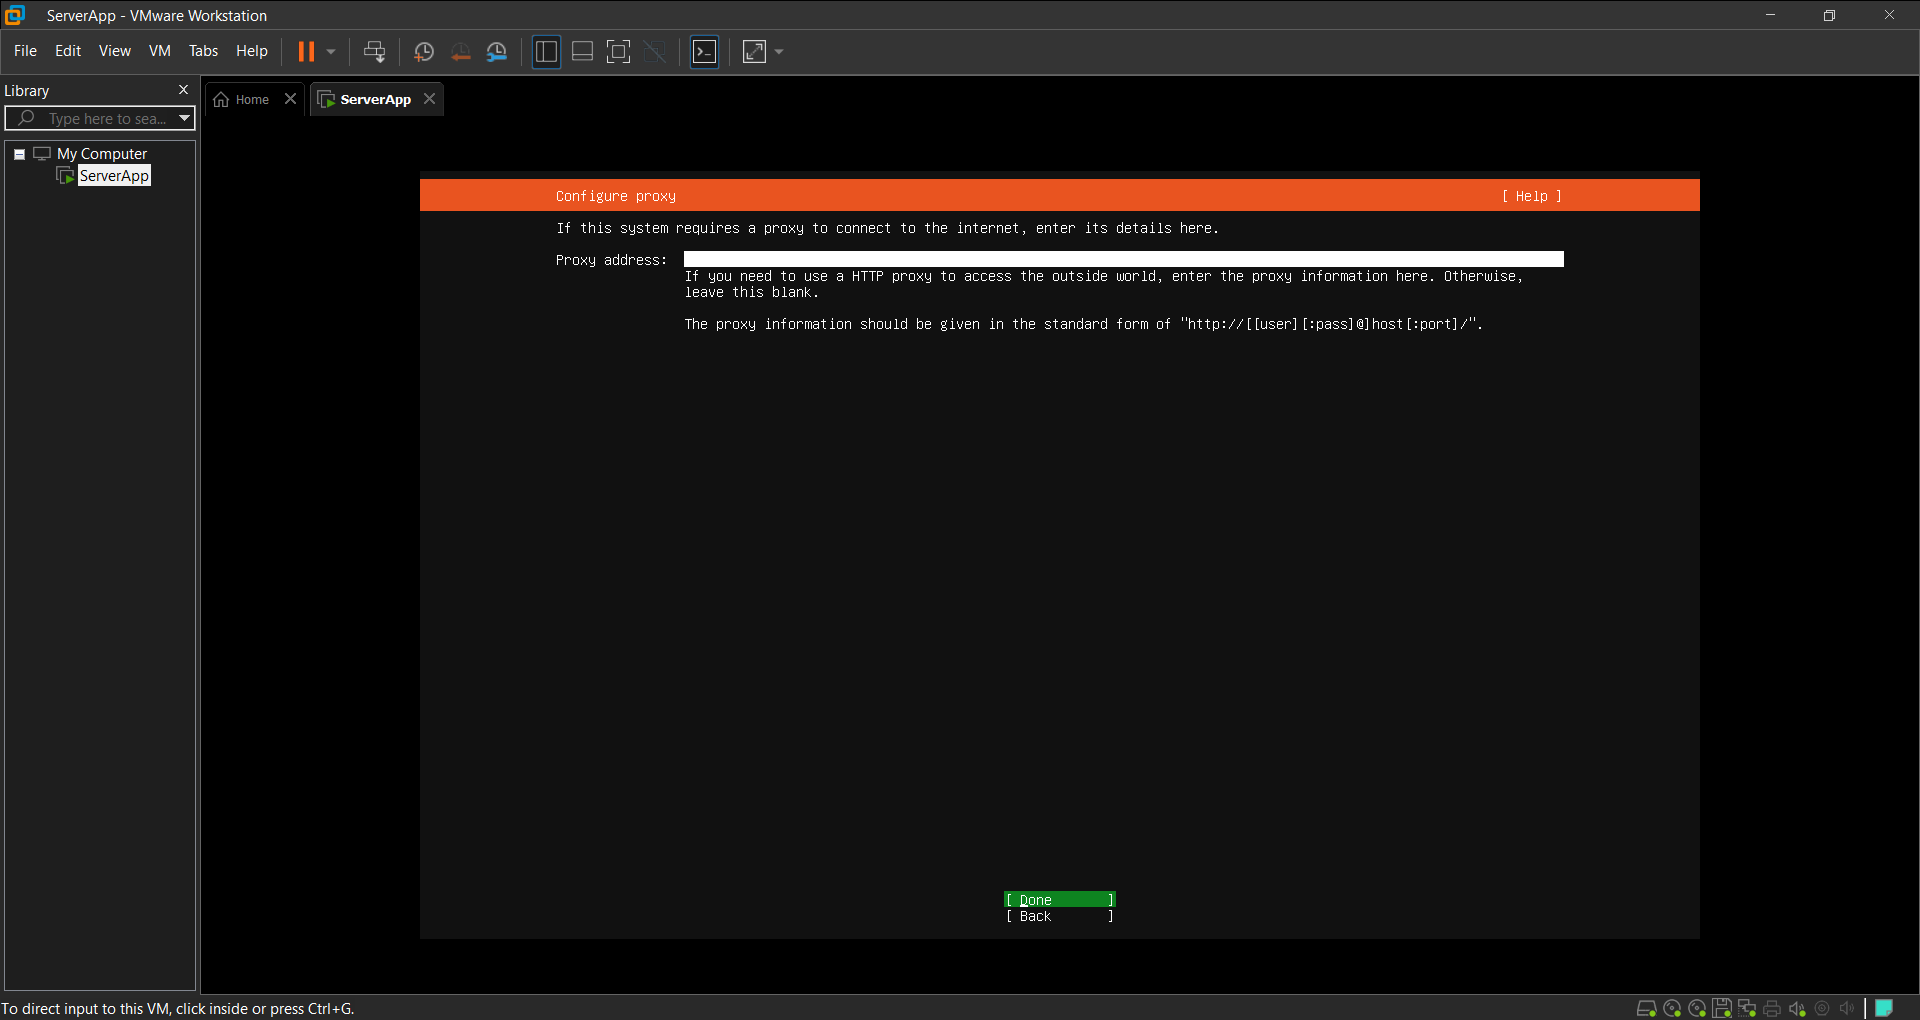 ServerApp - VMware Workstation
File Edit View VM Tabs Help
Library
Type here to sea...
My Computer
ServerApp
Home
ServerApp
Configure proxy [ Help ]
If this system requires a proxy to connect to the internet, enter its details here.
Proxy address:
If you need to use a HTTP proxy to access the outside world, enter the proxy information here. Otherwise,
leave this blank.
The proxy information should be given in the standard form of "http://[[user][:pass]@]host[:port]/".
[ Done ]
[ Back ]
To direct input to this VM, click inside or press Ctrl+G.